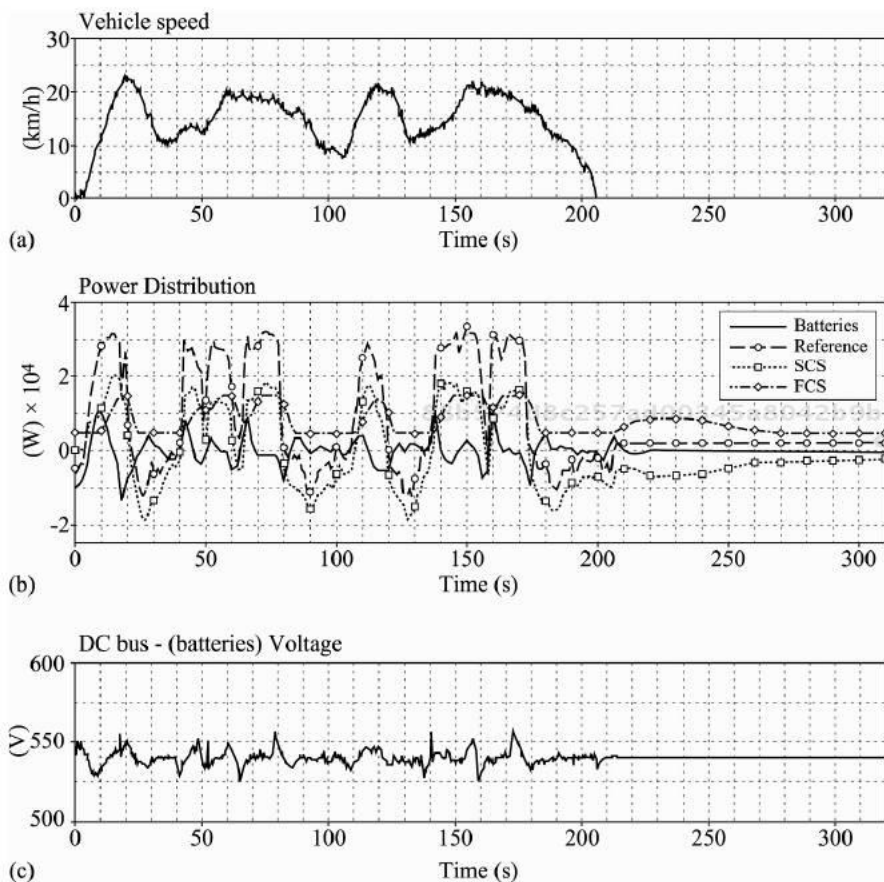 Vehicle speed
30
20
10
0
(km/h)
0 50 100 150 200 250 300
Time (s)
(a)
Power Distribution
4
2
0
-2
(W) × 10⁴
Batteries
Reference
SCS
FCS
0 50 100 150 200 250 300
Time (s)
(b)
DC bus - (batteries) Voltage
600
550
500
(V)
0 50 100 150 200 250 300
Time (s)
(c)